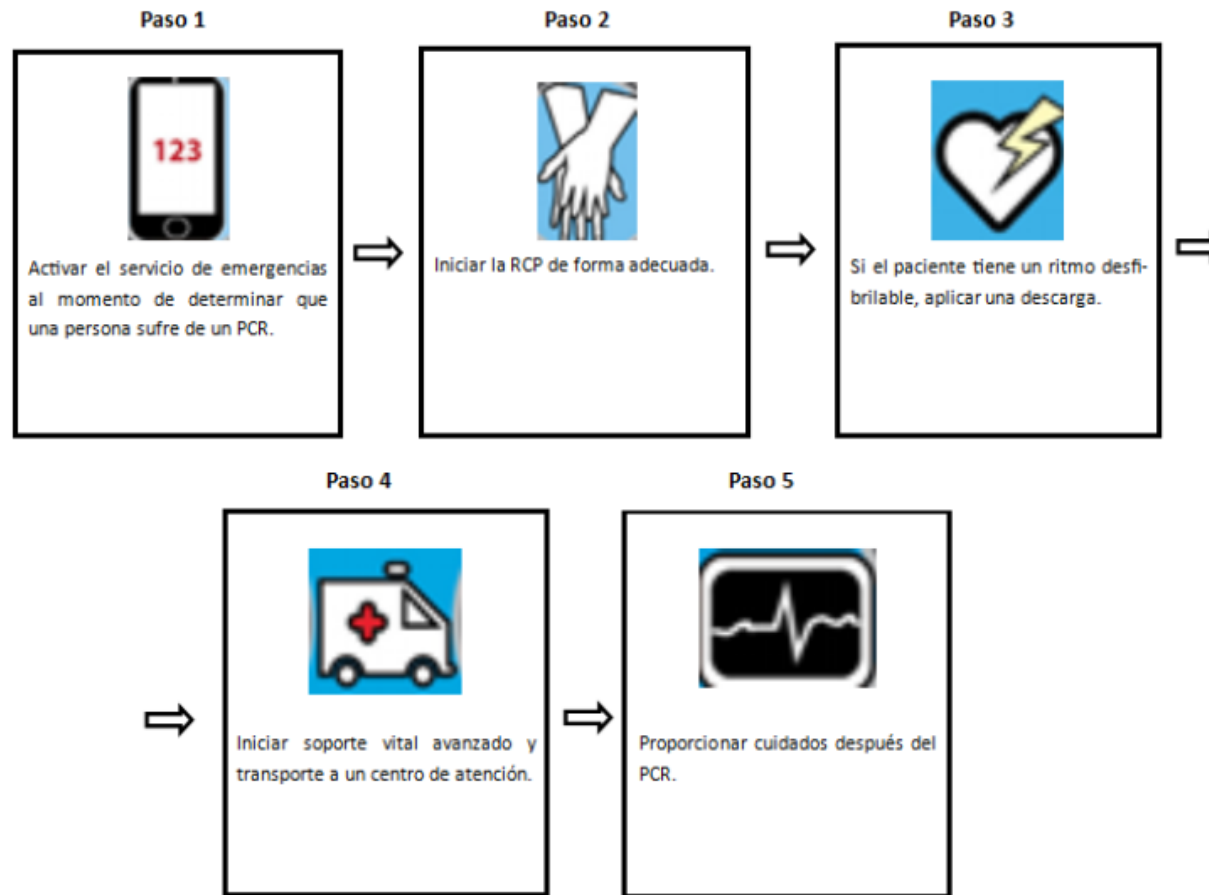 Paso 1
Paso 2
Paso 3
123
Activar el servicio de emergencias
al momento de determinar que
una persona sufre de un PCR.
Iniciar la RCP de forma adecuada.
Si el paciente tiene un ritmo desfi-
brilable, aplicar una descarga.
Paso 4
Paso 5
Iniciar soporte vital avanzado y
transporte a un centro de atención.
Proporcionar cuidados después del
PCR.